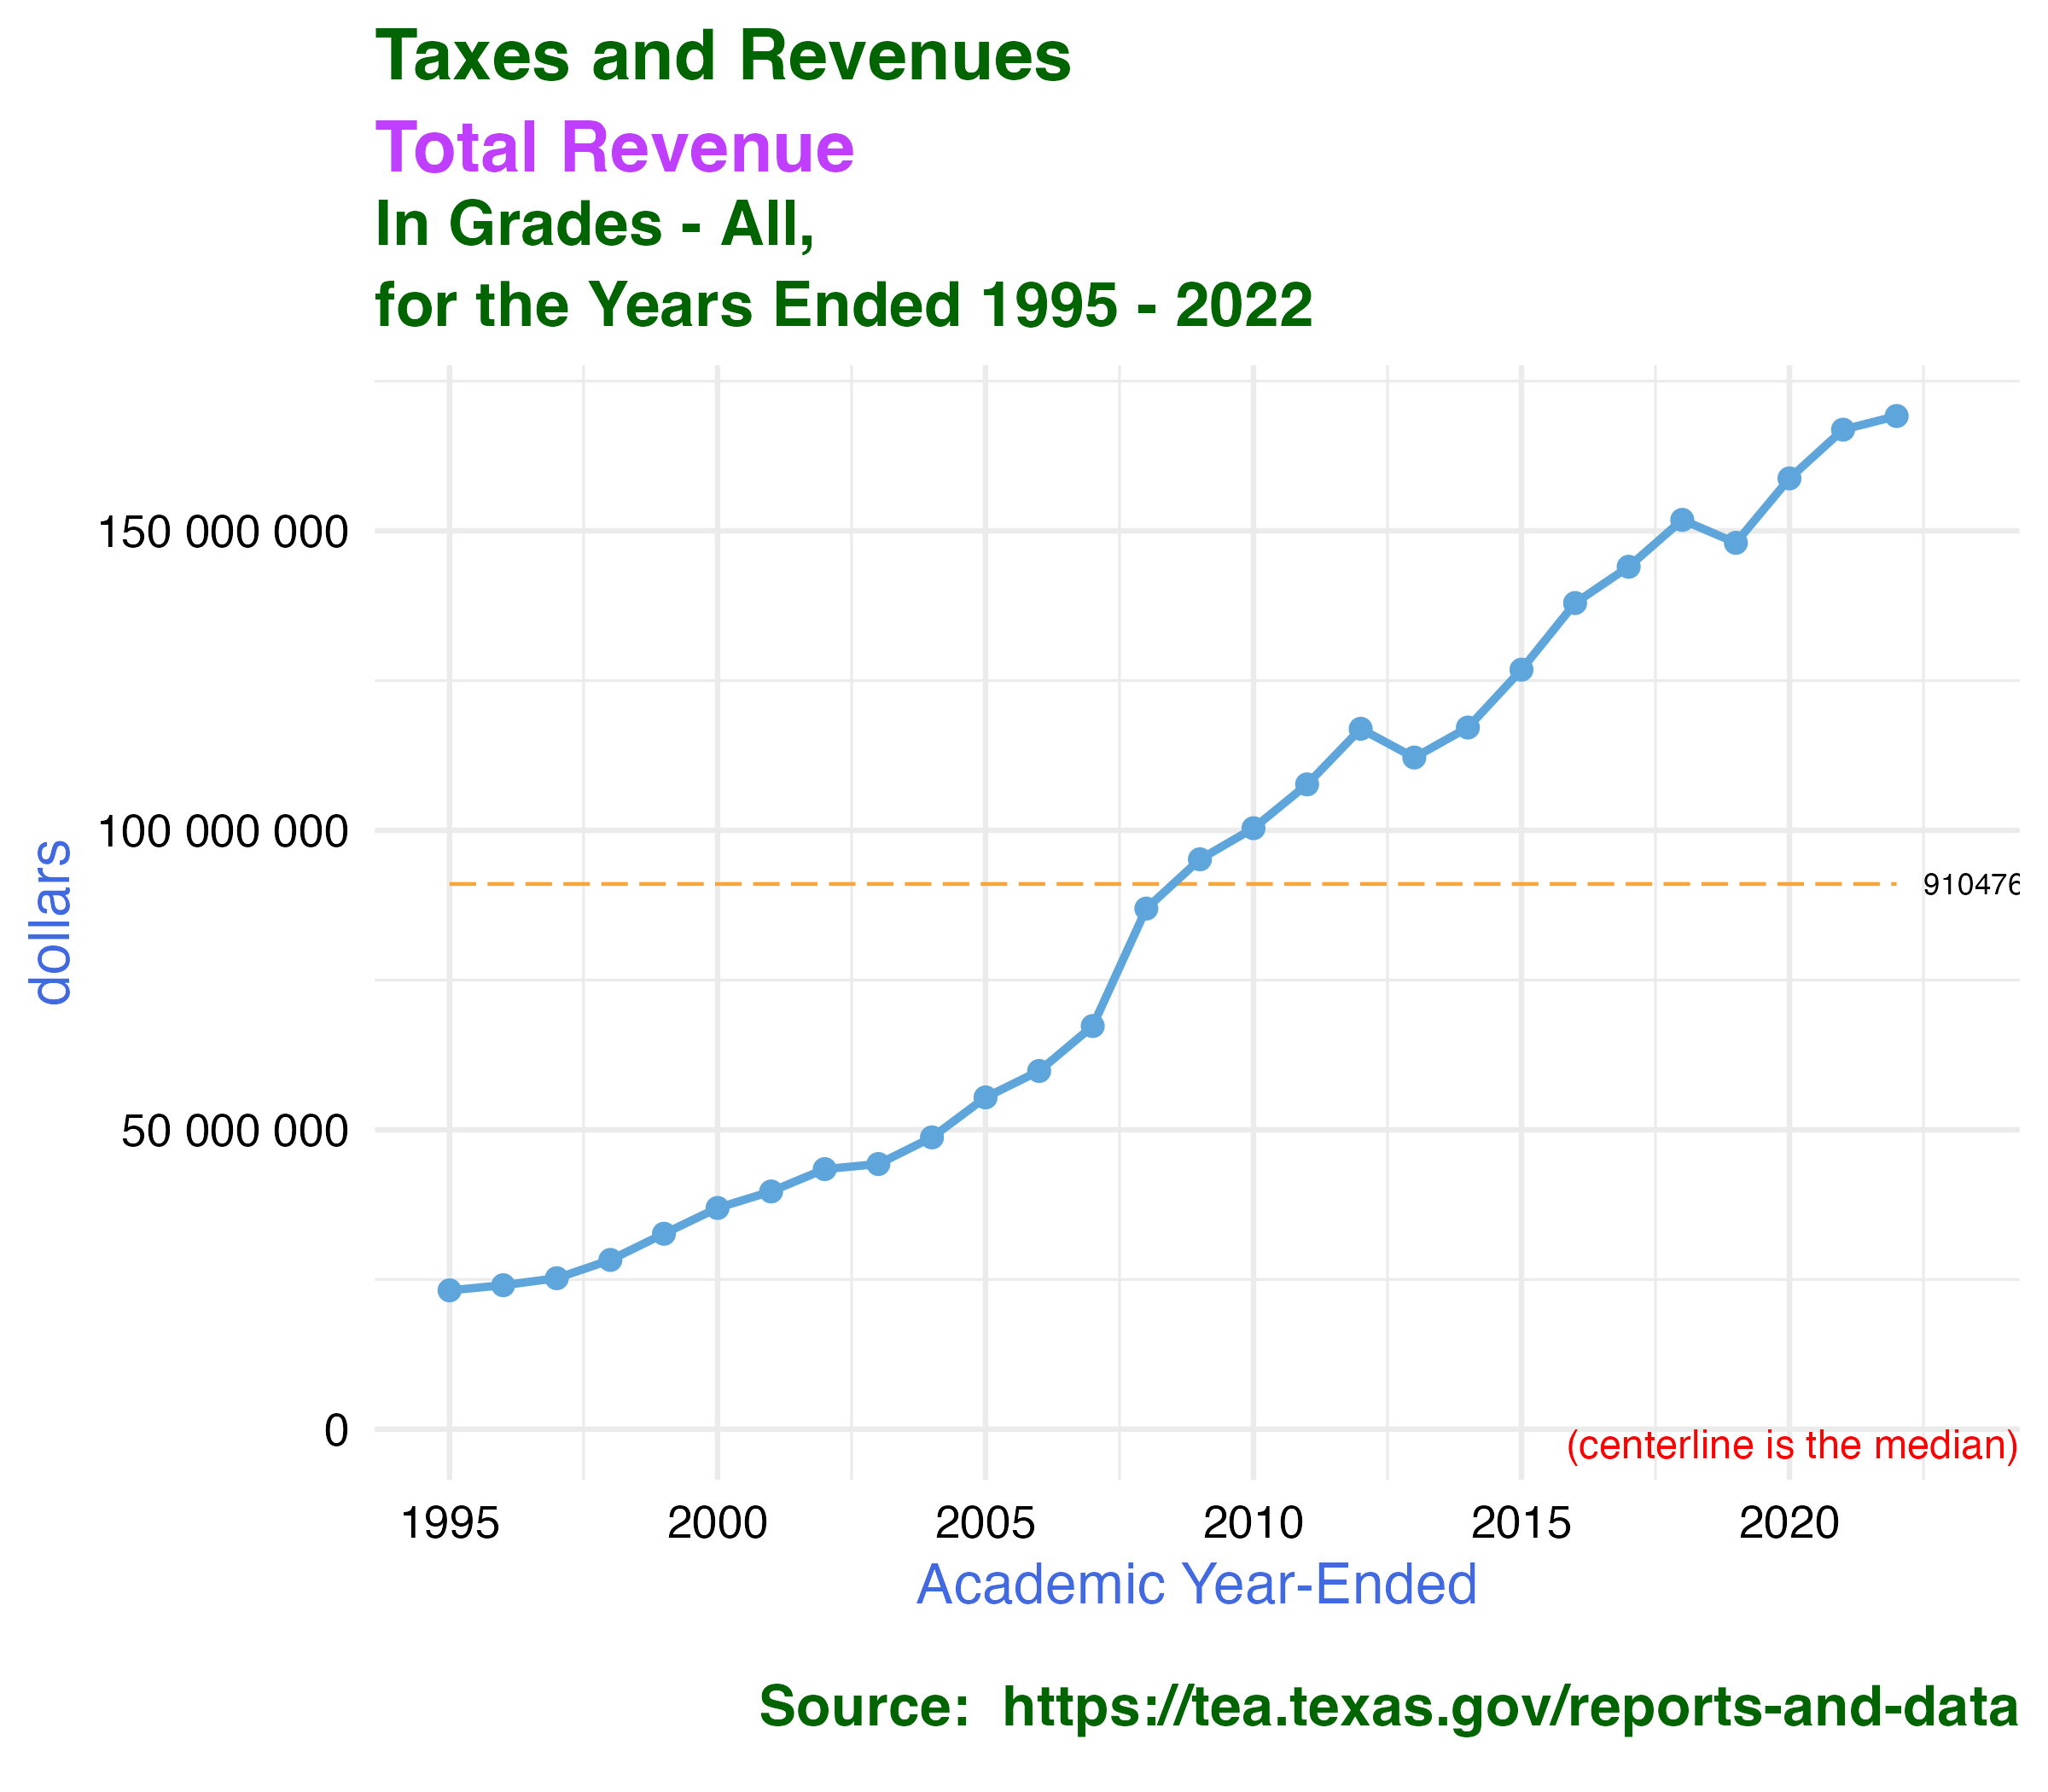 Taxes and Revenues
Total Revenue
In Grades - All,
for the Years Ended 1995 - 2022
150 000 000
100 000 000
50 000 000
0
dollars
910476
(centerline is the median)
1995 2000 2005 2010 2015 2020
Academic Year-Ended
Source: https://tea.texas.gov/reports-and-data